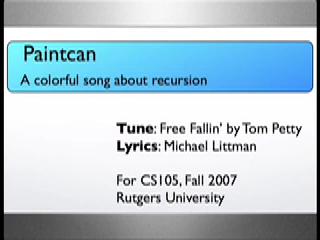 Paintcan
A colorful song about recursion
Tune: Free Fallin' by Tom Petty
Lyrics: Michael Littman
For CS105, Fall 2007
Rutgers University